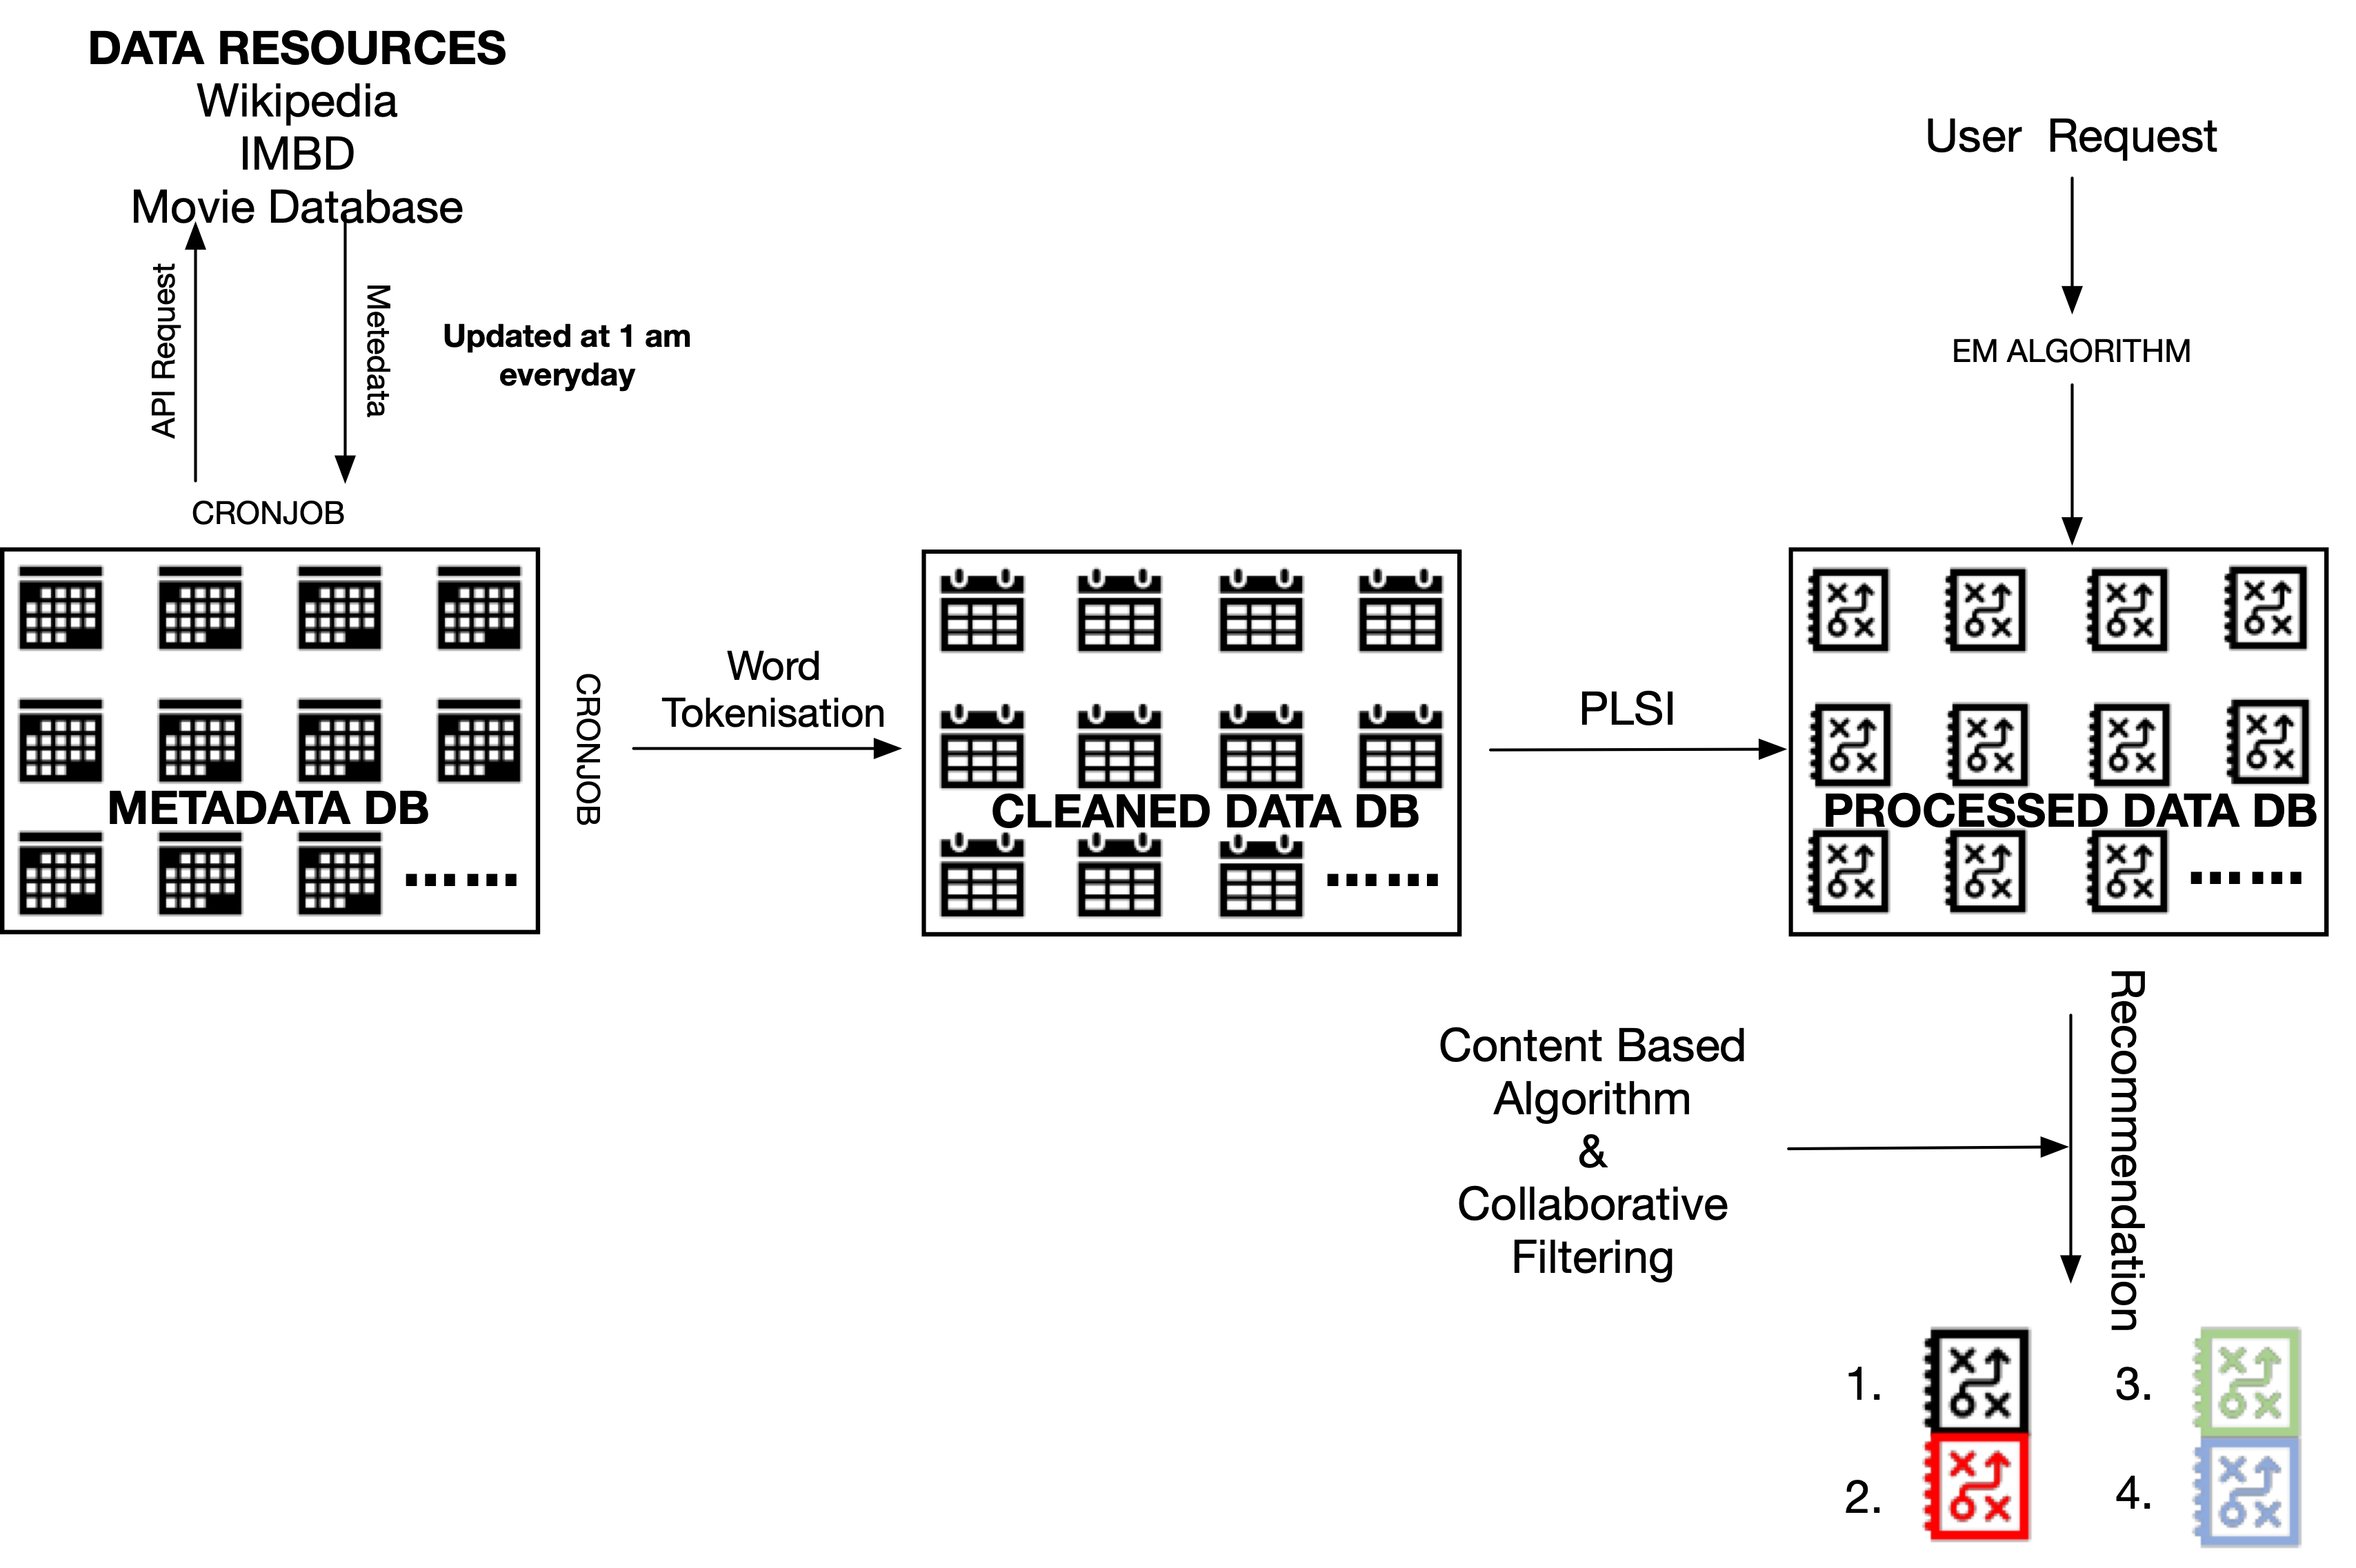 DATA RESOURCES
Wikipedia
IMBD
Movie Database
API Request
Metedata
Updated at 1 am
everyday
CRONJOB
METADATA DB
......
CRONJOB
Word
Tokenisation
CLEANED DATA DB
......
PLSI
User Request
EM ALGORITHM
PROCESSED DATA DB
......
Content Based
Algorithm
&
Collaborative
Filtering
Recommendation
1.
2.
3.
4.